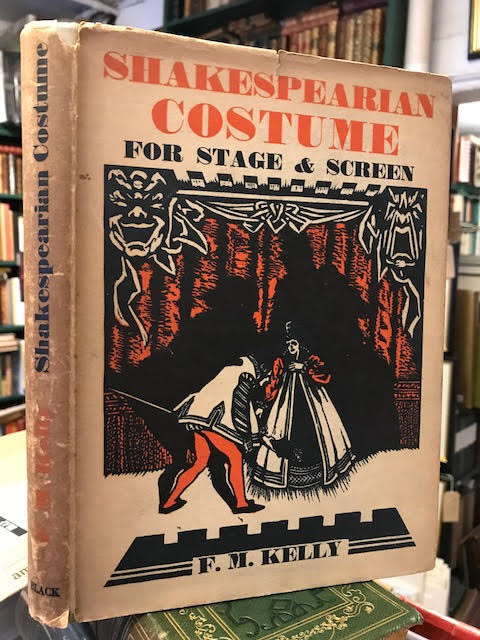 SHAKESPEARIAN
COSTUME
FOR STAGE & SCREEN
F. M. KELLY
Shakespearian Costume
BLACK